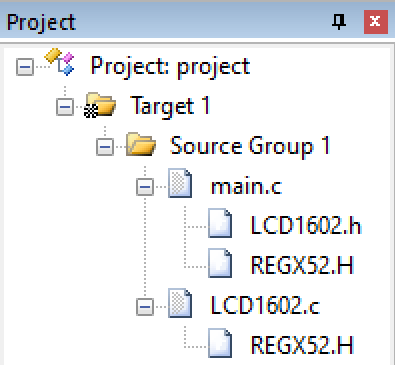 Project
Project: project
Target 1
Source Group 1
main.c
LCD1602.h
REGX52.H
LCD1602.c
REGX52.H